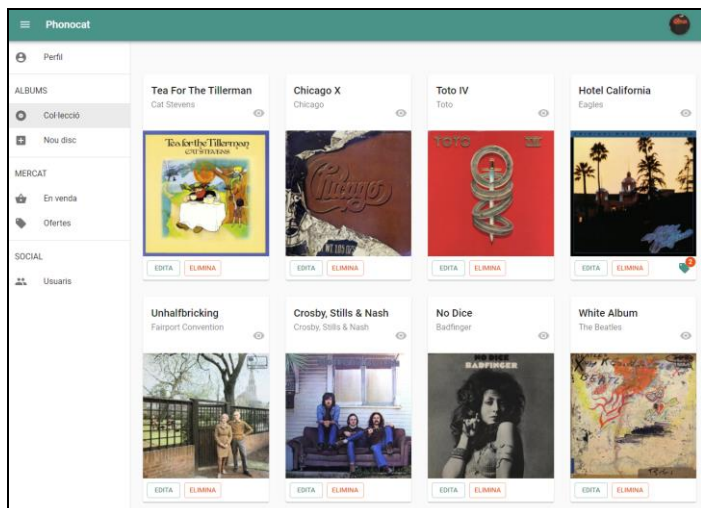 Phonocat
Perfil
ALBUMS
Col·lecció
Nou disc
MERCAT
En venda
Ofertes
SOCIAL
Usuaris
Tea For The Tillerman
Cat Stevens
Tea for the Tillerman
CAT STEVENS
EDITA ELIMINA
Chicago X
Chicago
Chicago
EDITA ELIMINA
Toto IV
Toto
TOTO IV
EDITA ELIMINA
Hotel California
Eagles
EDITA ELIMINA 2
Unhalfbricking
Fairport Convention
EDITA ELIMINA
Crosby, Stills & Nash
Crosby, Stills & Nash
EDITA ELIMINA
No Dice
Badfinger
NO DICE
BADFINGER
EDITA ELIMINA
White Album
The Beatles
EDITA ELIMINA